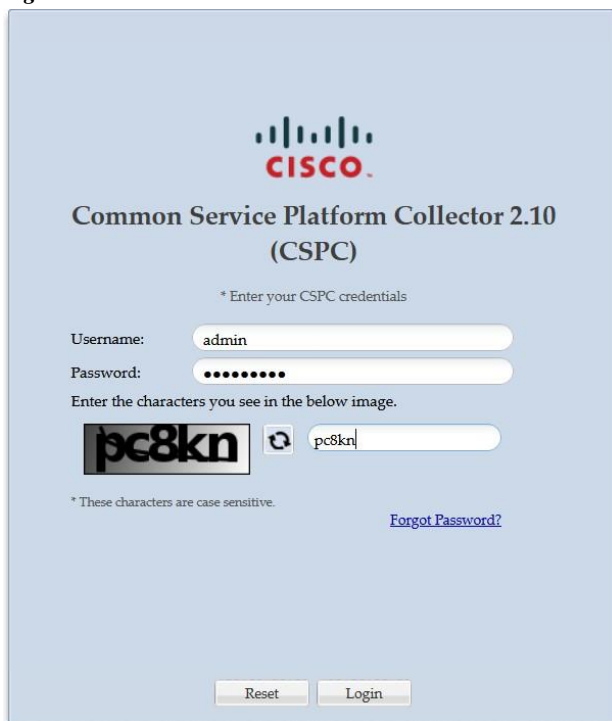 CISCO.
Common Service Platform Collector 2.10
(CSPC)
* Enter your CSPC credentials
Username: admin
Password: •••••••••
Enter the characters you see in the below image.
pc8kn pc8kn
* These characters are case sensitive.
Forgot Password?
Reset Login